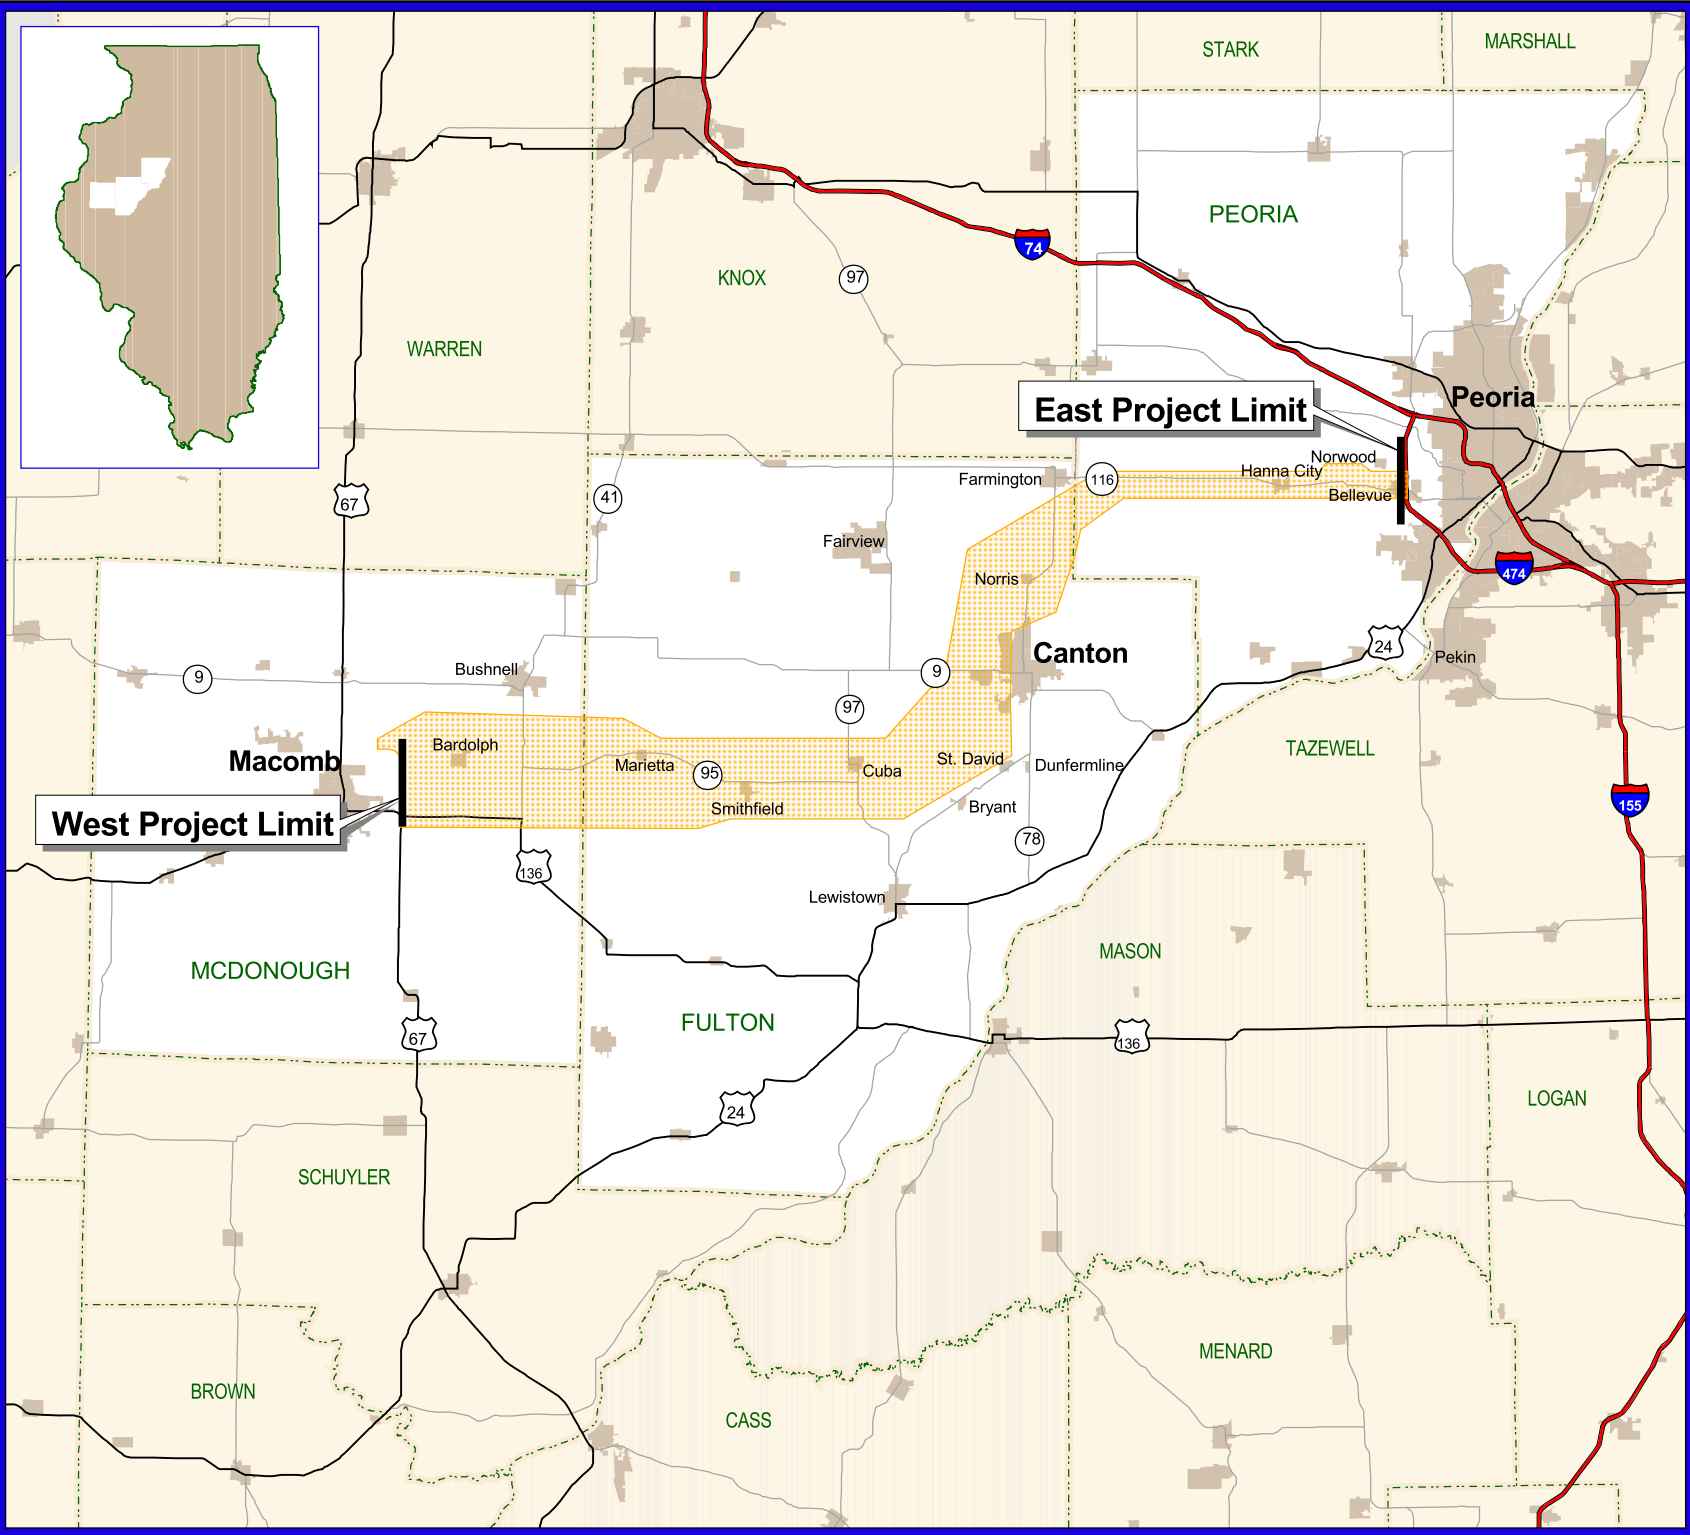 STARK
MARSHALL
PEORIA
74
KNOX
97
WARREN
Peoria
East Project Limit
Norwood
Hanna City
Farmington
116
Bellevue
41
67
Fairview
474
Norris
24
Canton
Pekin
Bushnell
9
9
97
Bardolph
TAZEWELL
Macomb
Marietta
95
Cuba
St. David
Dunfermline
Smithfield
Bryant
155
West Project Limit
78
136
Lewistown
MASON
MCDONOUGH
FULTON
67
136
24
LOGAN
SCHUYLER
MENARD
BROWN
CASS